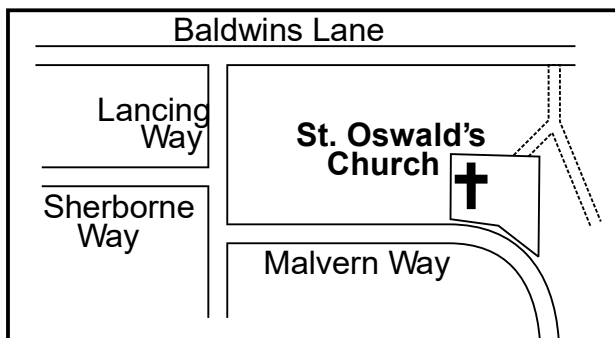 Baldwins Lane
Lancing
Way
St. Oswald's
Church
Sherborne
Way
Malvern Way